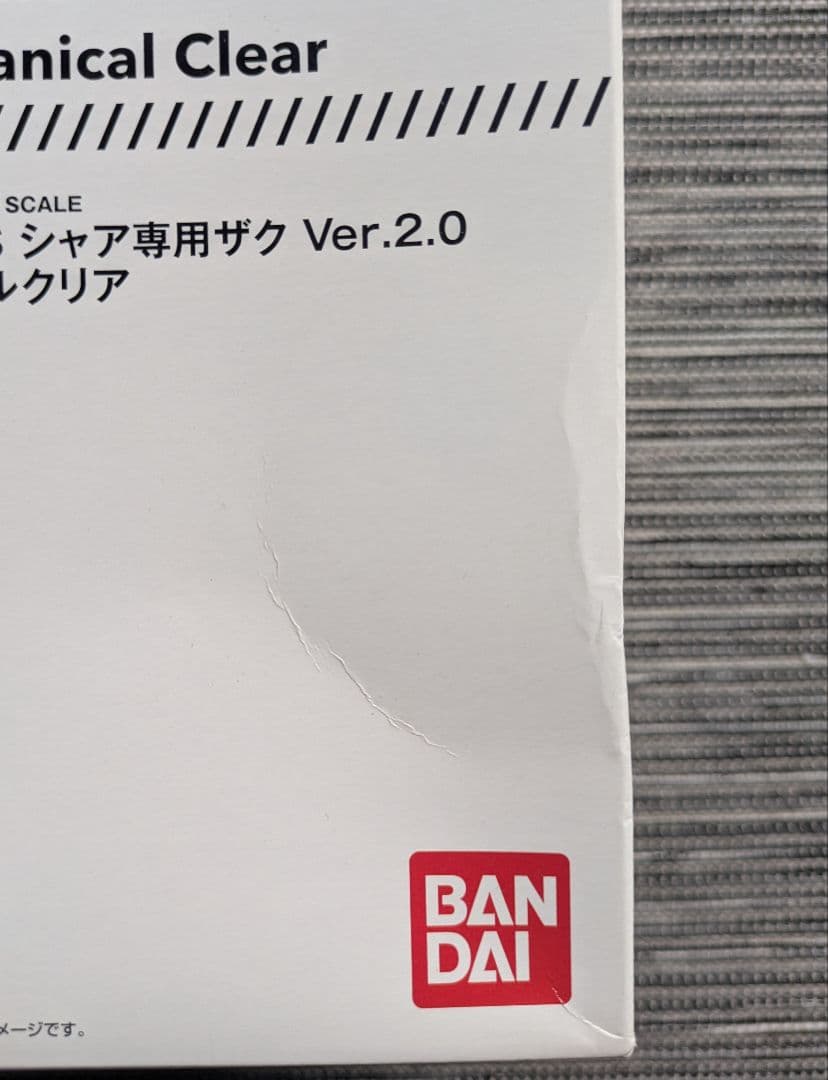 anical Clear
SCALE
シャア専用ザク Ver.2.0
ルクリア
BAN
DAI
メージです。